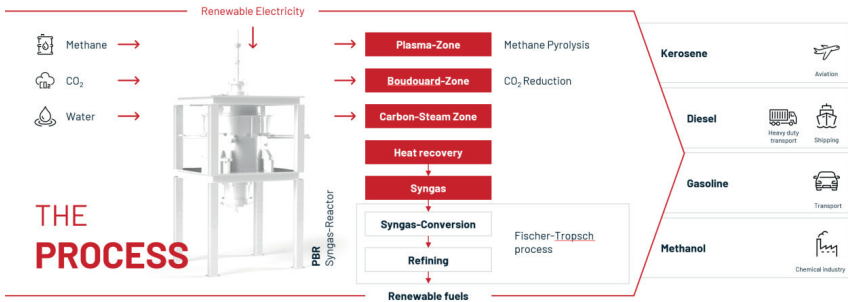 Renewable Electricity
Methane
CO₂
Water
THE
PROCESS
PBR
Syngas-Reactor
Plasma-Zone
Methane Pyrolysis
Boudouard-Zone
CO₂ Reduction
Carbon-Steam Zone
Heat recovery
Syngas
Syngas-Conversion
Refining
Fischer-Tropsch
process
Renewable fuels
Kerosene
Aviation
Diesel
Heavy duty
transport
Shipping
Gasoline
Transport
Methanol
Chemical industry